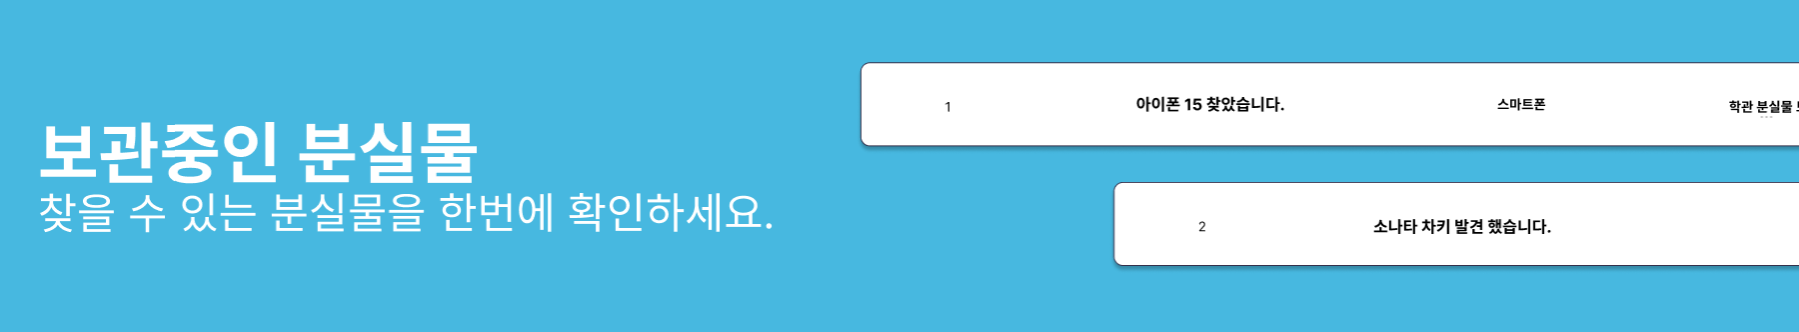 보관중인 분실물
찾을 수 있는 분실물을 한번에 확인하세요.
1 아이폰 15 찾았습니다. 스마트폰 학관 분실물
2 소나타 차키 발견 했습니다.